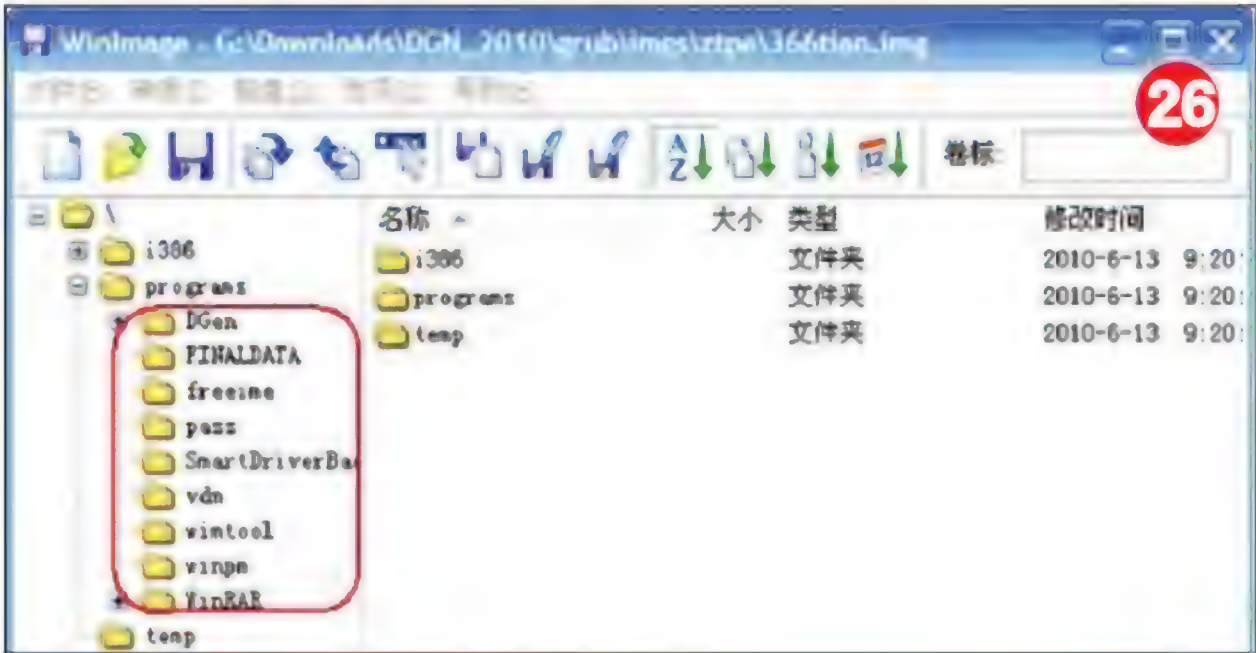 WinImage - G:\Downloads\DGN_2010\grub\imgs\ztpe\366tian.img
26
卷标:
\
名称 大小 类型 修改时间
i386
i386 文件夹 2010-6-13 9:20:
programs
programs 文件夹 2010-6-13 9:20:
DGen
temp 文件夹 2010-6-13 9:20:
FINALDATA
freeime
pass
SmartDriverBac
vdn
wimtool
winpm
WinRAR
temp